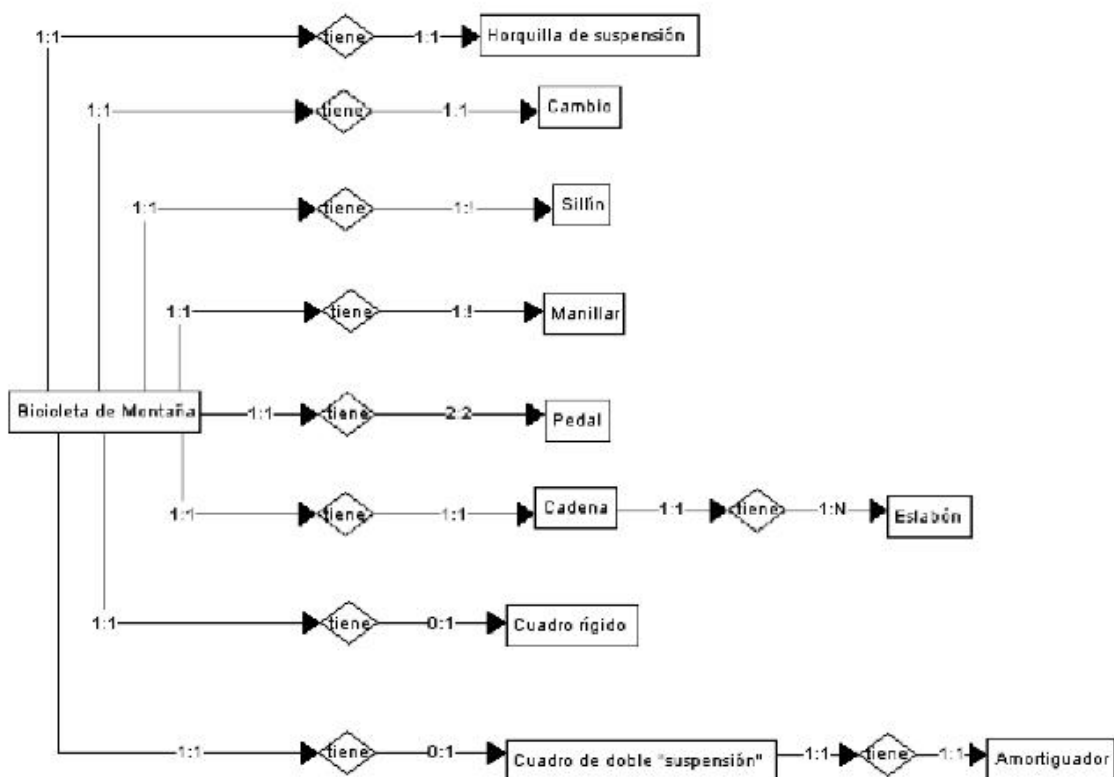 1:1 tiene 1:1 Horquilla de suspensión
1:1 tiene 1:1 Cambio
1:1 tiene 1:! Sillín
1:1 tiene 1:! Manillar
Bicicleta de Montaña 1:1 tiene 2:2 Pedal
1:1 tiene 1:1 Cadena 1:1 tiene 1:N Eslabón
1:1 tiene 0:1 Cuadro rígido
1:1 tiene 0:1 Cuadro de doble "suspensión" 1:1 tiene 1:1 Amortiguador